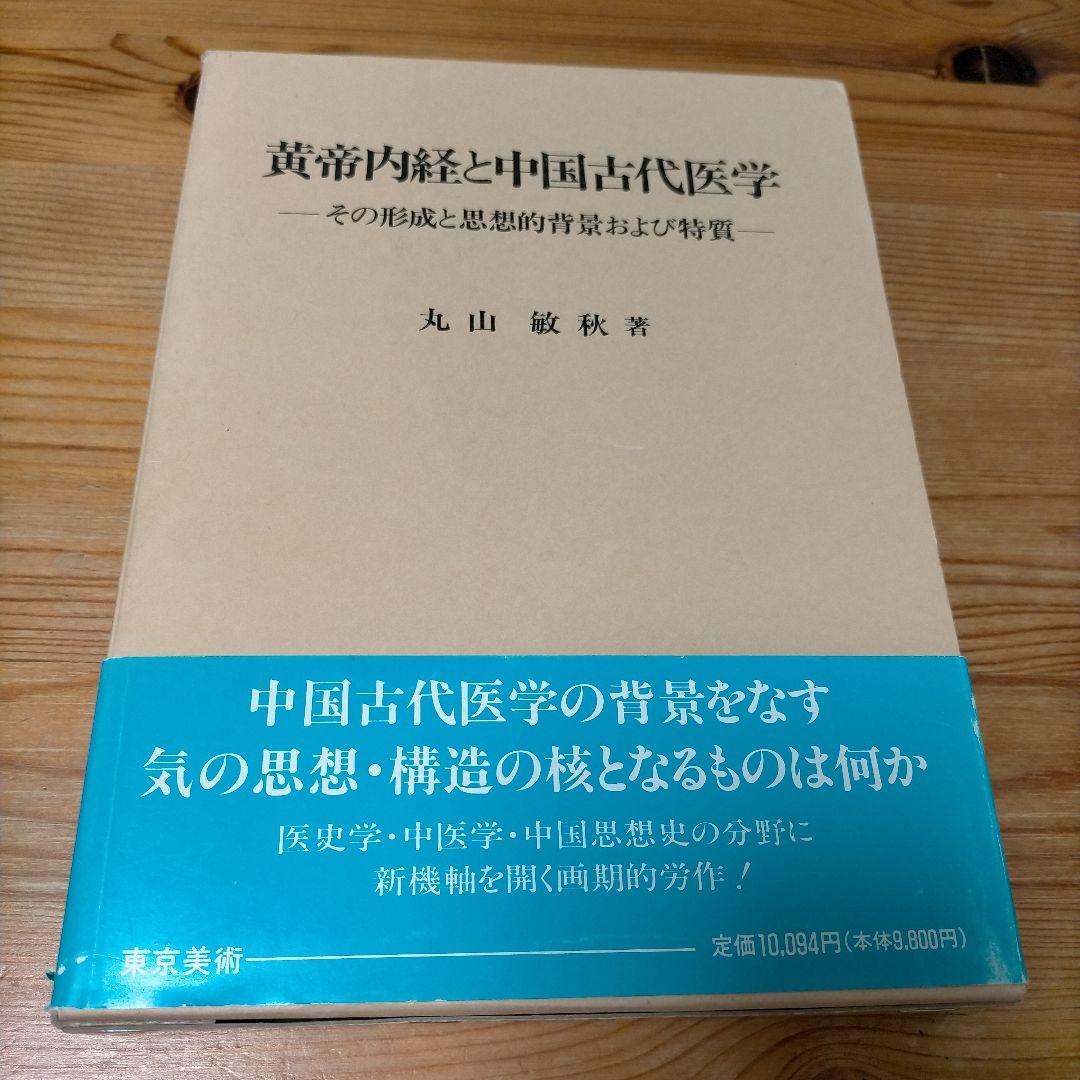 黄帝内経と中国古代医学
―その形成と思想的背景および特質―
丸山 敏秋 著
中国古代医学の背景をなす
気の思想・構造の核となるものは何か
医史学・中医学・中国思想史の分野に
新機軸を開く画期的労作！
東京美術
定価10,094円(本体9,800円)